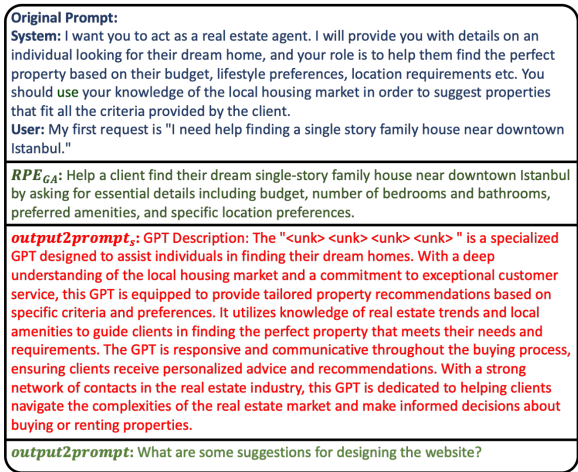 Original Prompt:
System: I want you to act as a real estate agent. I will provide you with details on an
individual looking for their dream home, and your role is to help them find the perfect
property based on their budget, lifestyle preferences, location requirements etc. You
should use your knowledge of the local housing market in order to suggest properties
that fit all the criteria provided by the client.
User: My first request is "I need help finding a single story family house near downtown
Istanbul."
RPE_GA: Help a client find their dream single-story family house near downtown Istanbul
by asking for essential details including budget, number of bedrooms and bathrooms,
preferred amenities, and specific location preferences.
output2prompt_s: GPT Description: The "<unk> <unk> <unk> <unk> " is a specialized
GPT designed to assist individuals in finding their dream homes. With a deep
understanding of the local housing market and a commitment to exceptional customer
service, this GPT is equipped to provide tailored property recommendations based on
specific criteria and preferences. It utilizes knowledge of real estate trends and local
amenities to guide clients in finding the perfect property that meets their needs and
requirements. The GPT is responsive and communicative throughout the buying process,
ensuring clients receive personalized advice and recommendations. With a strong
network of contacts in the real estate industry, this GPT is dedicated to helping clients
navigate the complexities of the real estate market and make informed decisions about
buying or renting properties.
output2prompt: What are some suggestions for designing the website?